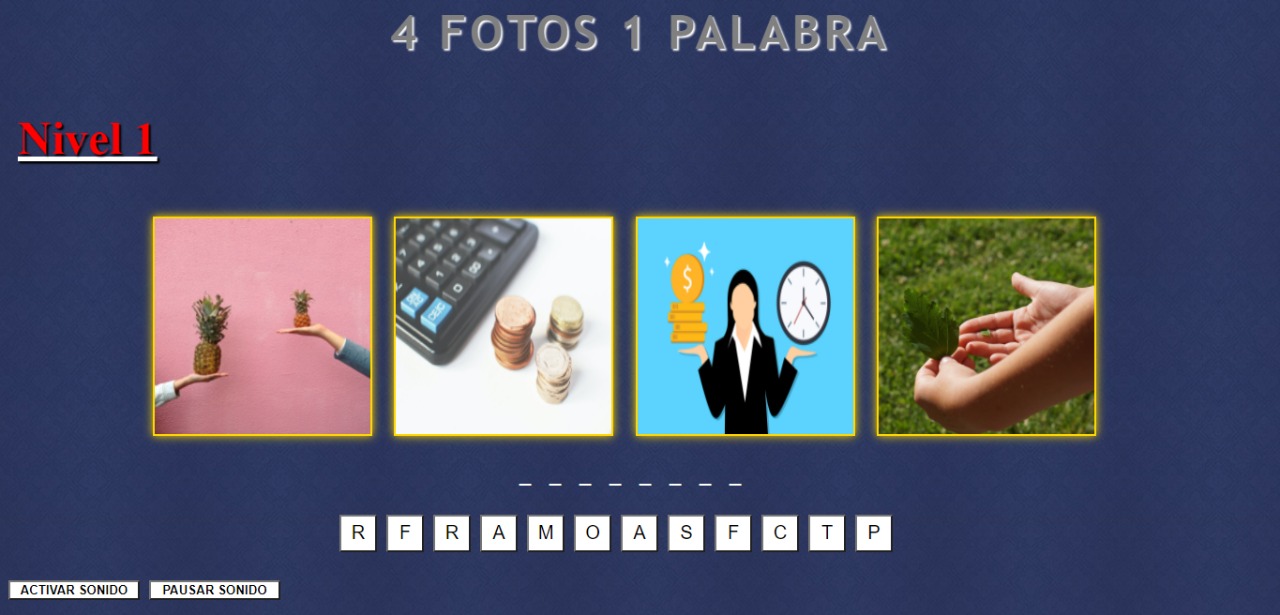 4 FOTOS 1 PALABRA
Nivel 1
_ _ _ _ _ _ _ _
R F R A M O A S F C T P
ACTIVAR SONIDO PAUSAR SONIDO